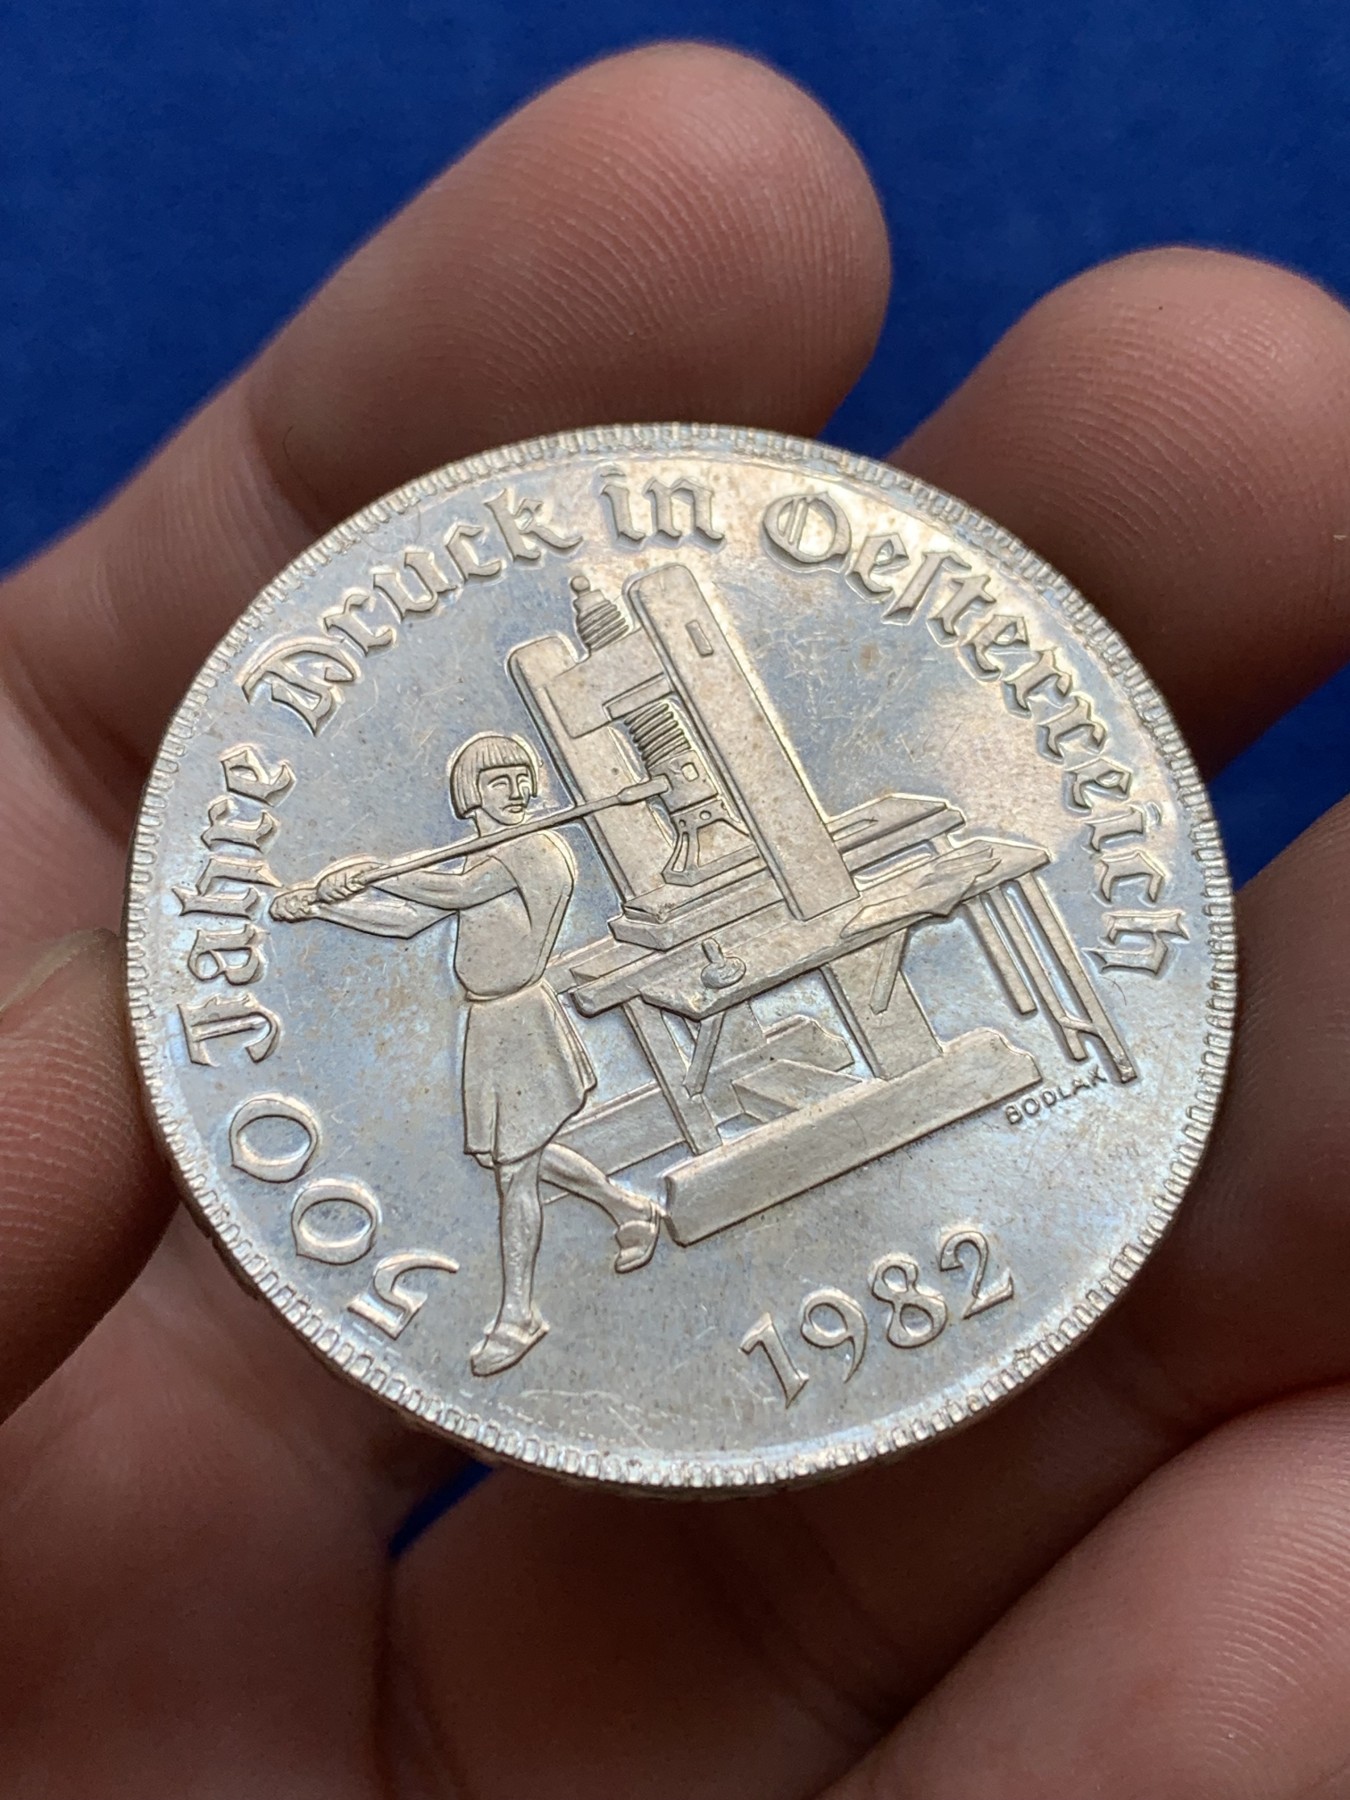 500 Jahre Druck in Oeſterreich
BODLAK
1982